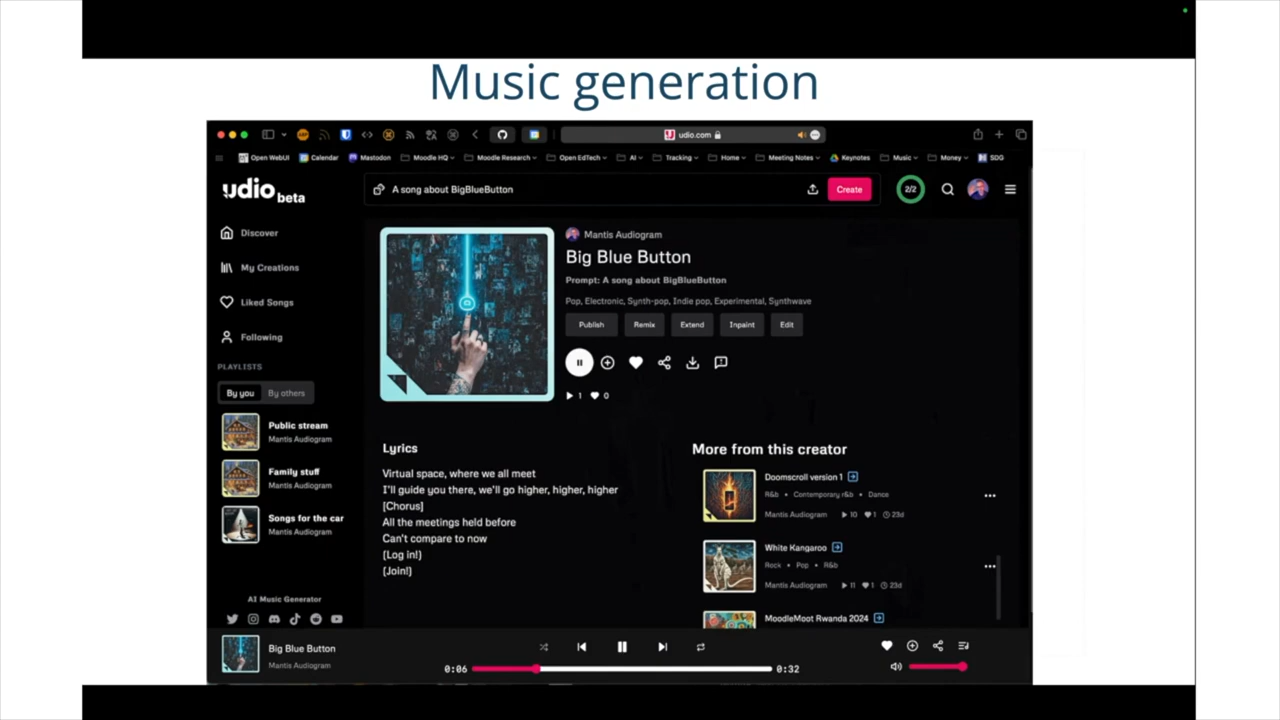 Music generation
udio.com
Open WebUI Calendar Mastodon Moodle HQ Moodle Research Open EdTech AI Tracking Home Meeting Notes Keynotes Music Money SDG
udio beta
A song about BigBlueButton
Create
2/2
Discover
My Creations
Liked Songs
Following
PLAYLISTS
By you By others
Public stream
Mantis Audiogram
Family stuff
Mantis Audiogram
Songs for the car
Mantis Audiogram
AI Music Generator
Mantis Audiogram
Big Blue Button
Prompt: A song about BigBlueButton
Pop, Electronic, Synth-pop, Indie pop, Experimental, Synthwave
Publish Remix Extend Inpaint Edit
1 0
Lyrics
Virtual space, where we all meet
I'll guide you there, we'll go higher, higher, higher
[Chorus]
All the meetings held before
Can't compare to now
(Log in!)
(Join!)
More from this creator
Doomscroll version 1
R&b • Contemporary r&b • Dance
Mantis Audiogram 10 1 23d
White Kangaroo
Rock • Pop • R&b
Mantis Audiogram 11 1 23d
MoodleMoot Rwanda 2024
Big Blue Button
Mantis Audiogram
0:06 0:32